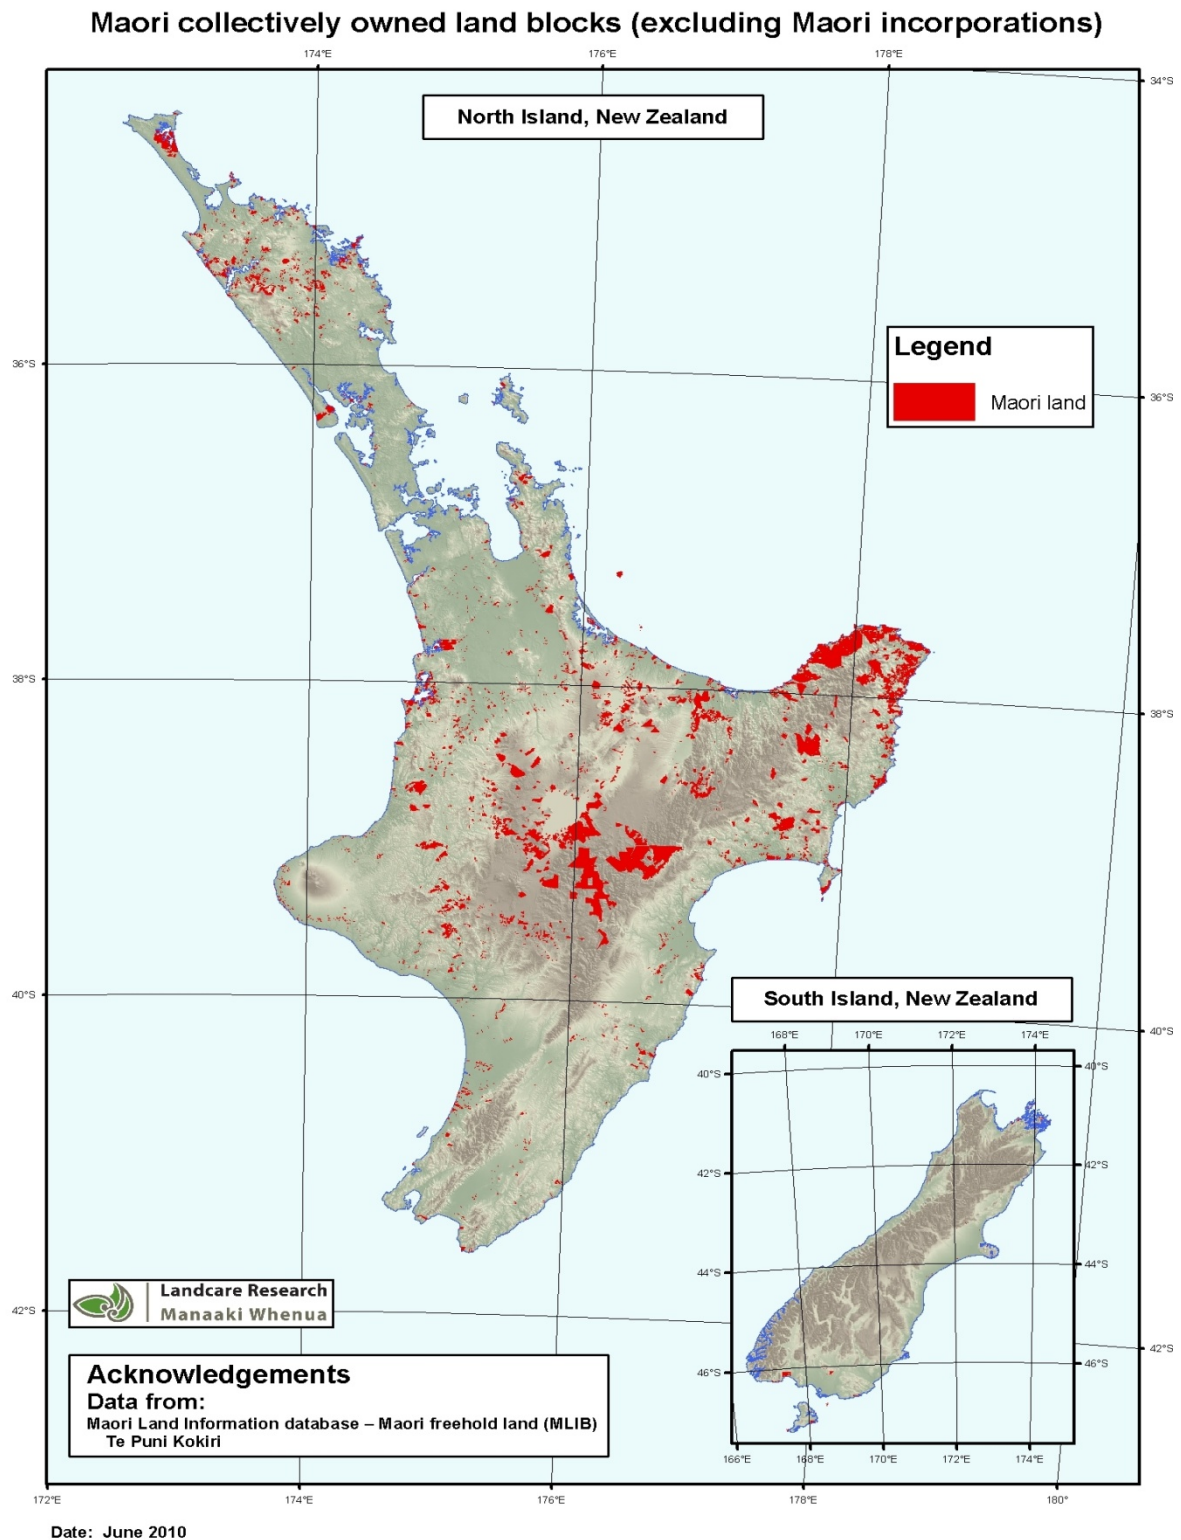 Maori collectively owned land blocks (excluding Maori incorporations)
174°E
176°E
178°E
34°S
North Island, New Zealand
36°S
Legend
Maori land
36°S
38°S
38°S
40°S
South Island, New Zealand
40°S
168°E
170°E
172°E
174°E
40°S
40°S
42°S
42°S
44°S
44°S
46°S
46°S
166°E
168°E
170°E
172°E
174°E
Landcare Research
Manaaki Whenua
42°S
42°S
Acknowledgements
Data from:
Maori Land Information database – Maori freehold land (MLIB)
Te Puni Kokiri
172°E
174°E
176°E
178°E
180°
Date: June 2010